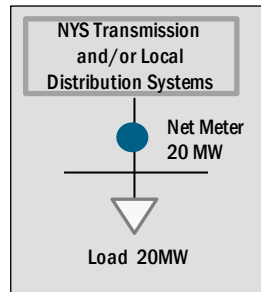 NYS Transmission
and/or Local
Distribution Systems
Net Meter
20 MW
Load 20MW